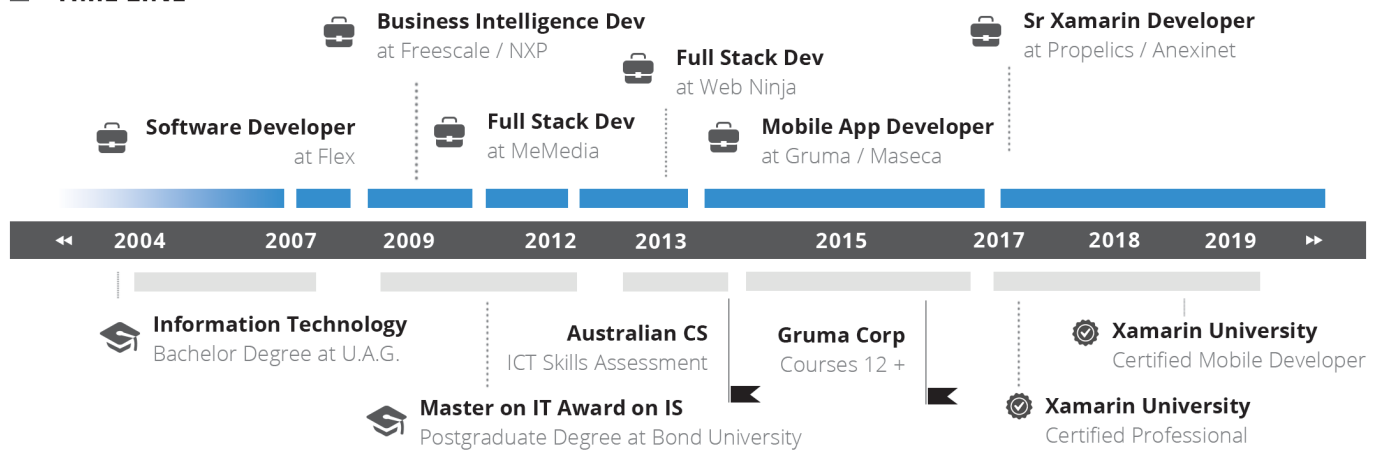 Business Intelligence Dev
at Freescale / NXP
Sr Xamarin Developer
at Propelics / Anexinet
Full Stack Dev
at Web Ninja
Software Developer
at Flex
Full Stack Dev
at MeMedia
Mobile App Developer
at Gruma / Maseca
2004 2007 2009 2012 2013 2015 2017 2018 2019
Information Technology
Bachelor Degree at U.A.G.
Australian CS
ICT Skills Assessment
Gruma Corp
Courses 12 +
Xamarin University
Certified Mobile Developer
Master on IT Award on IS
Postgraduate Degree at Bond University
Xamarin University
Certified Professional